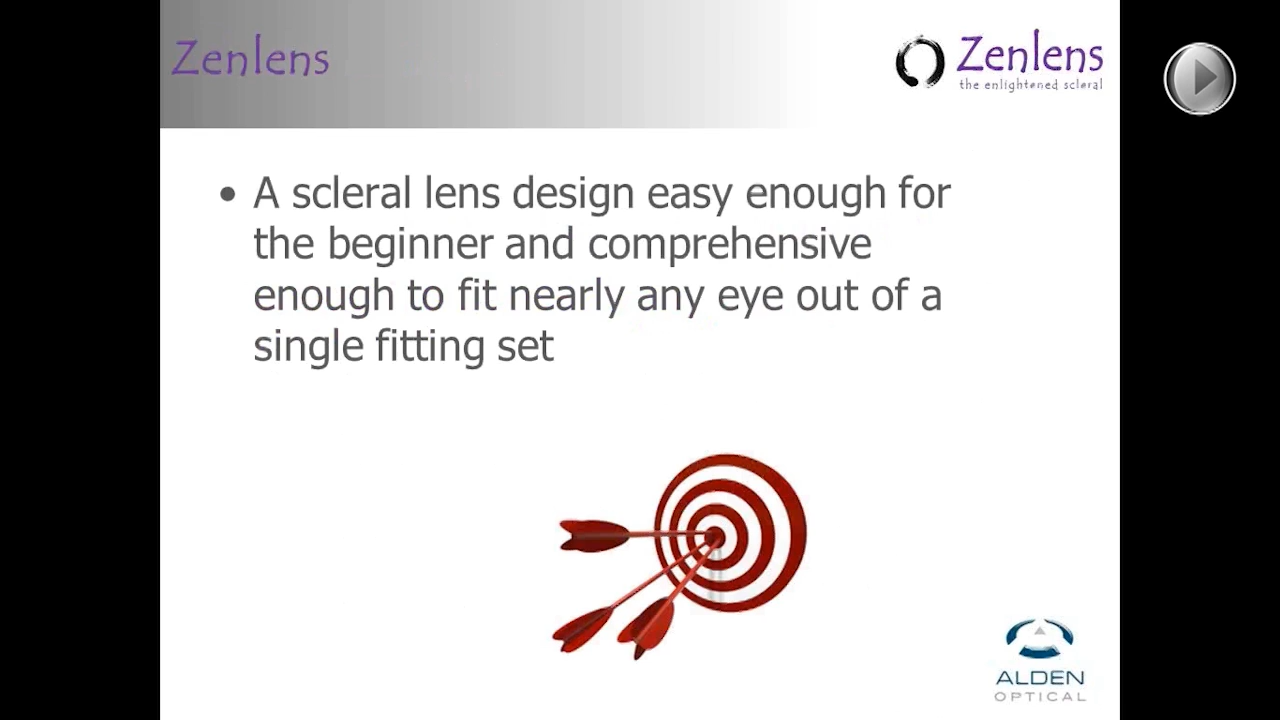 Zenlens
Zenlens
the enlightened scleral
• A scleral lens design easy enough for
the beginner and comprehensive
enough to fit nearly any eye out of a
single fitting set
ALDEN
OPTICAL